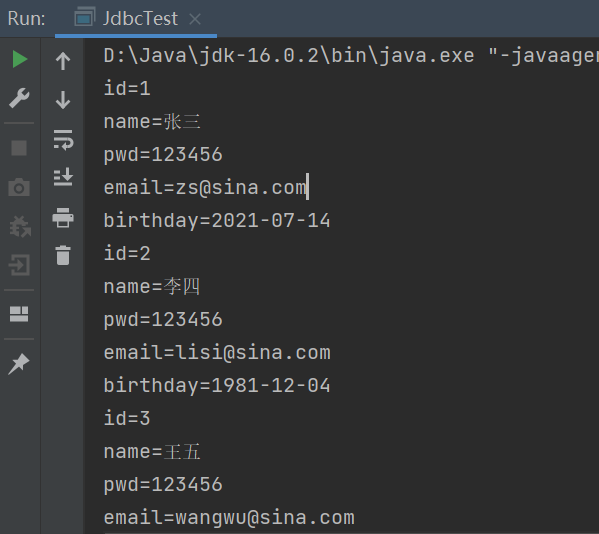 Run: JdbcTest
D:\Java\jdk-16.0.2\bin\java.exe "-javaagen
id=1
name=张三
pwd=123456
email=zs@sina.com
birthday=2021-07-14
id=2
name=李四
pwd=123456
email=lisi@sina.com
birthday=1981-12-04
id=3
name=王五
pwd=123456
email=wangwu@sina.com